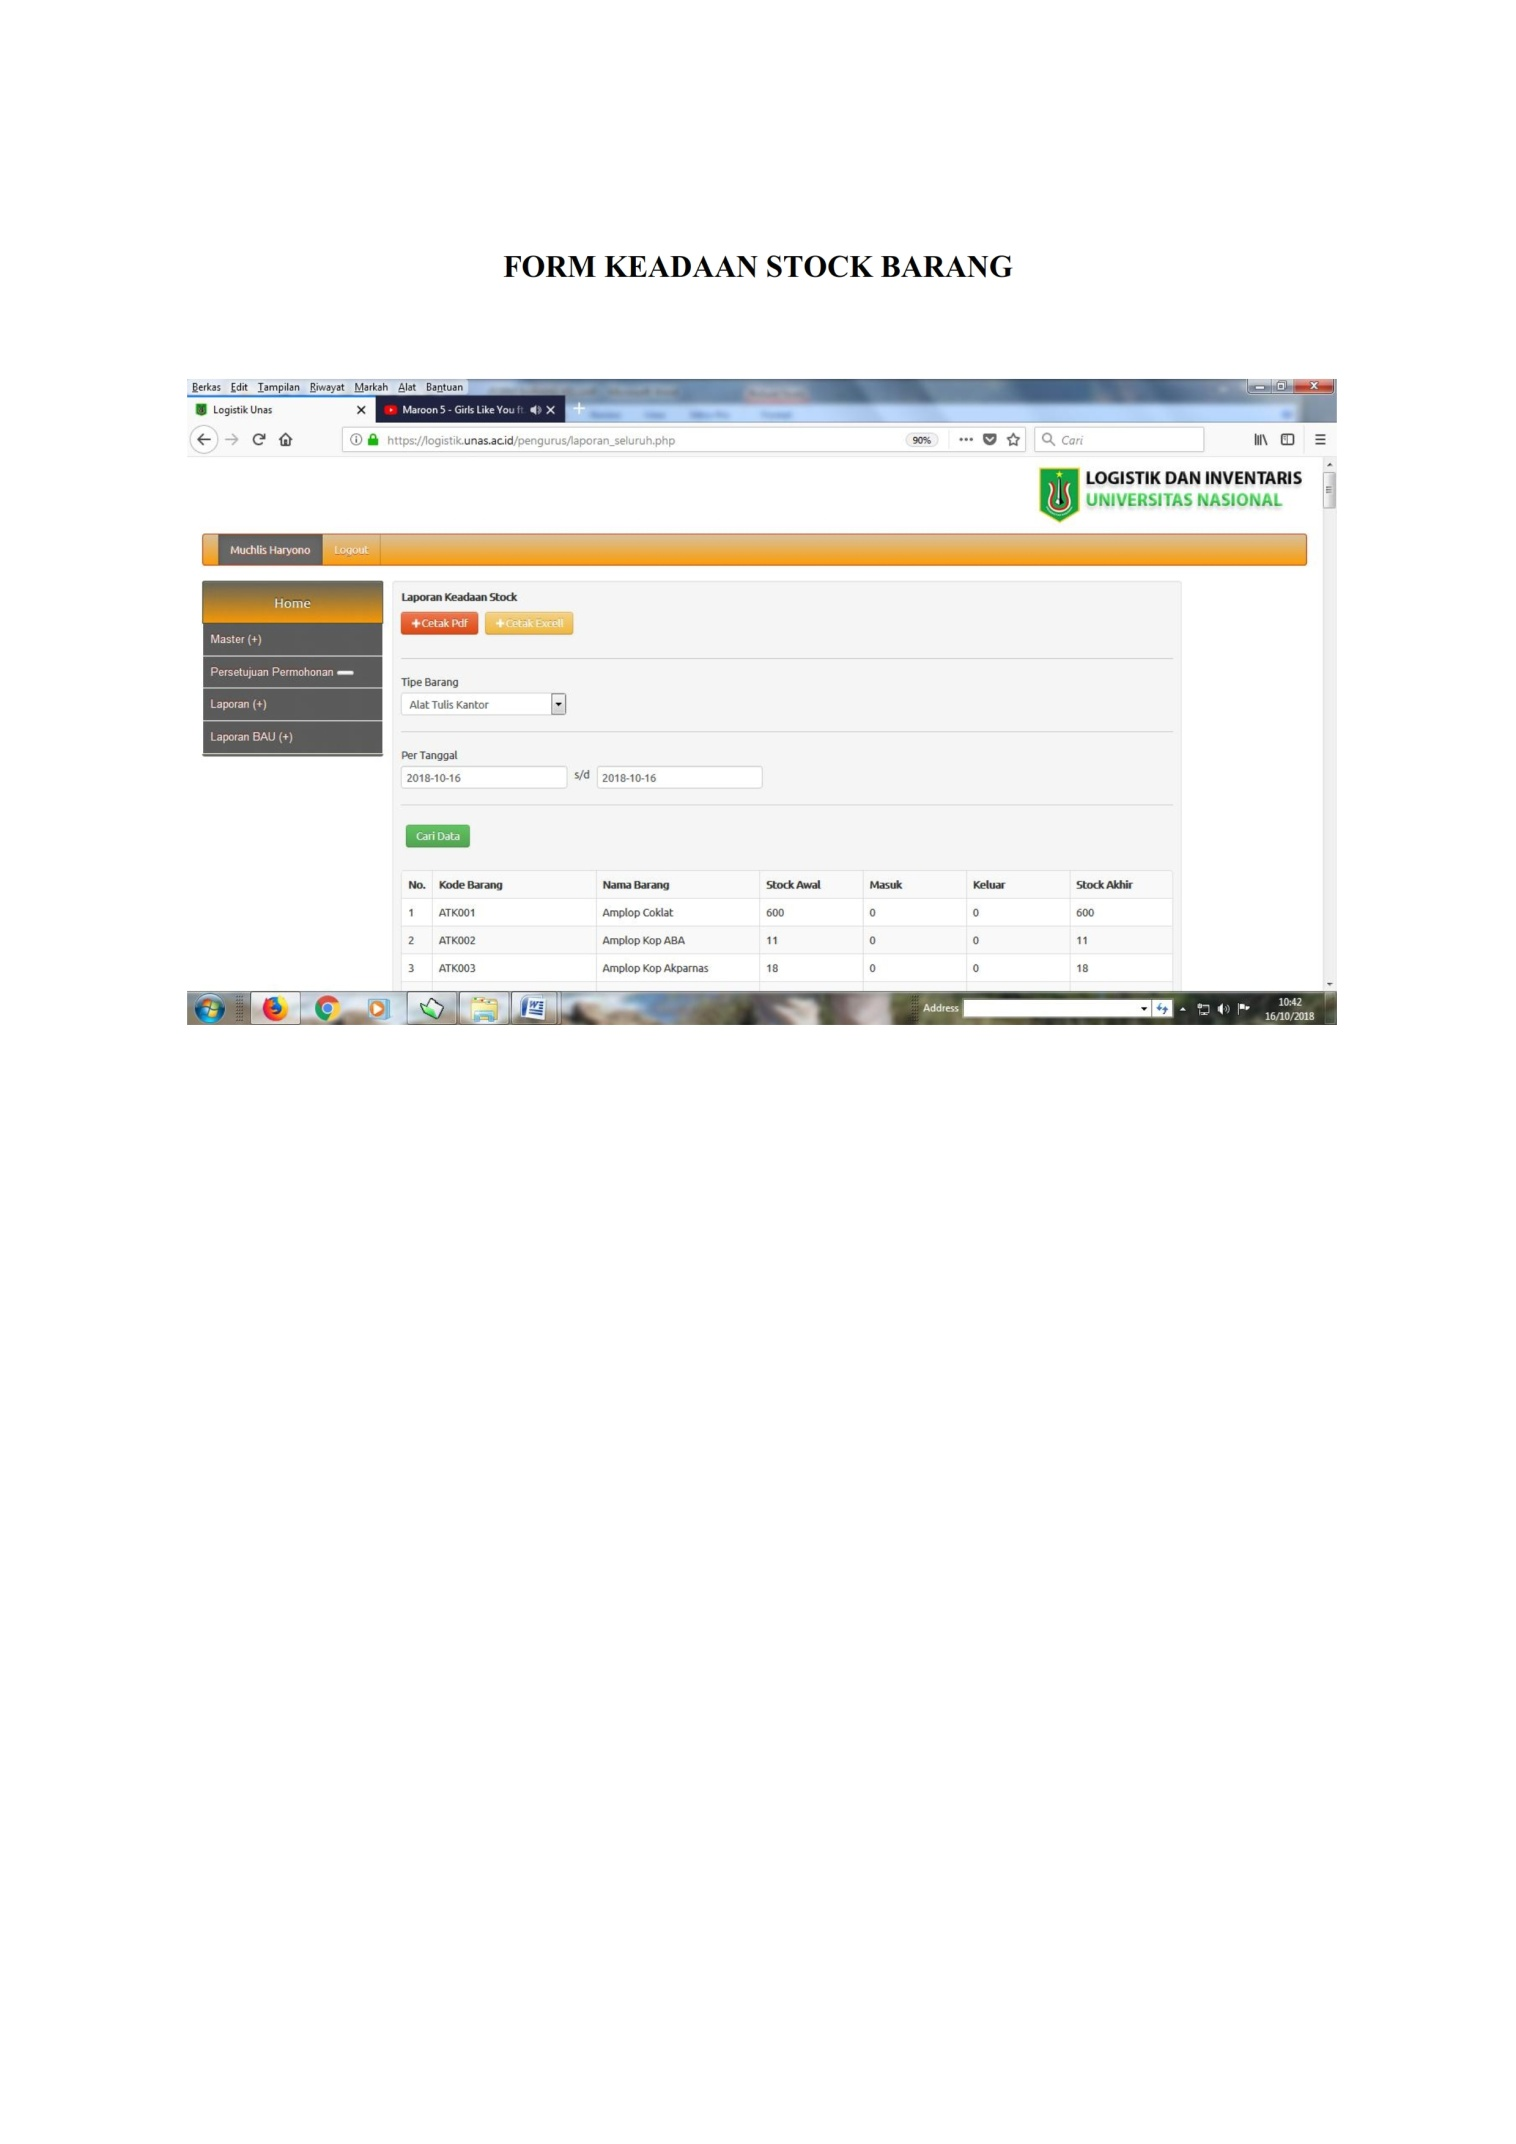 FORM KEADAAN STOCK BARANG
Berkas Edit Tampilan Riwayat Markah Alat Bantuan
Logistik Unas
Maroon 5 - Girls Like You ft.
https://logistik.unas.ac.id/pengurus/laporan_seluruh.php
90%
Cari
LOGISTIK DAN INVENTARIS
UNIVERSITAS NASIONAL
Muchlis Haryono Logout
Home
Master (+)
Persetujuan Permohonan
Laporan (+)
Laporan BAU (+)
Laporan Keadaan Stock
+Cetak Pdf +Cetak Excell
Tipe Barang
Alat Tulis Kantor
Per Tanggal
2018-10-16 s/d 2018-10-16
Cari Data
No. Kode Barang Nama Barang Stock Awal Masuk Keluar Stock Akhir
1 ATK001 Amplop Coklat 600 0 0 600
2 ATK002 Amplop Kop ABA 11 0 0 11
3 ATK003 Amplop Kop Akparnas 18 0 0 18
Address
10:42
16/10/2018